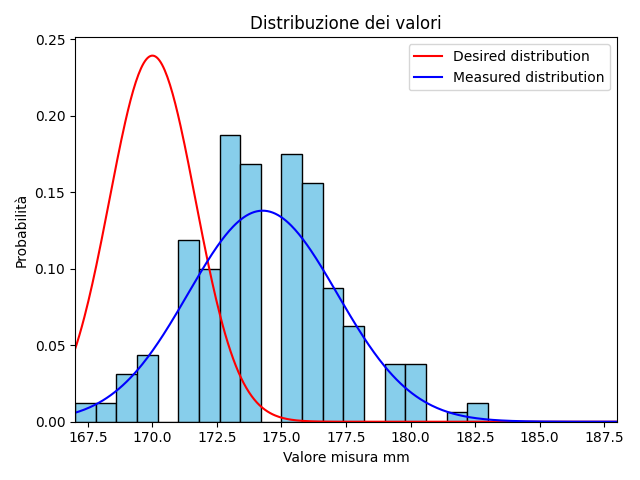 Distribuzione dei valori
Desired distribution
Measured distribution
Probabilità
0.25
0.20
0.15
0.10
0.05
0.00
167.5 170.0 172.5 175.0 177.5 180.0 182.5 185.0 187.5
Valore misura mm